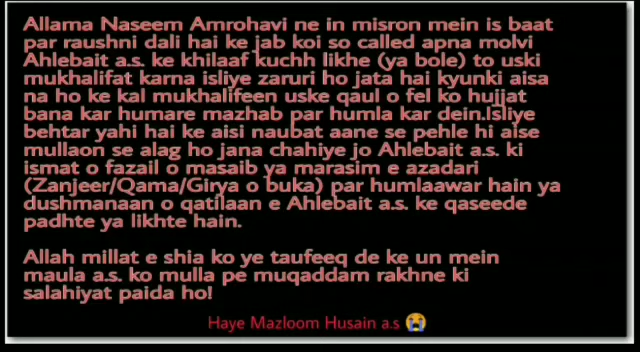 Allama Naseem Amrohavi ne in misron mein is baat
par raushni dali hai ke jab koi so called apna molvi
Ahlebait a.s. ke khilaaf kuchh likhe (ya bole) to uski
mukhalifat karna isliye zaruri ho jata hai kyunki aisa
na ho ke kal mukhalifeen uske qaul o fel ko hujjat
bana kar humare mazhab par humla kar dein.Isliye
behtar yahi hai ke aisi naubat aane se pehle hi aise
mullaon se alag ho jana chahiye jo Ahlebait a.s. ki
ismat o fazail o masaib ya marasim e azadari
(Zanjeer/Qama/Girya o buka) par humlaawar hain ya
dushmanaan o qatilaan e Ahlebait a.s. ke qaseede
padhte ya likhte hain.
Allah millat e shia ko ye taufeeq de ke un mein
maula a.s. ko mulla pe muqaddam rakhne ki
salahiyat paida ho!
Haye Mazloom Husain a.s 😭